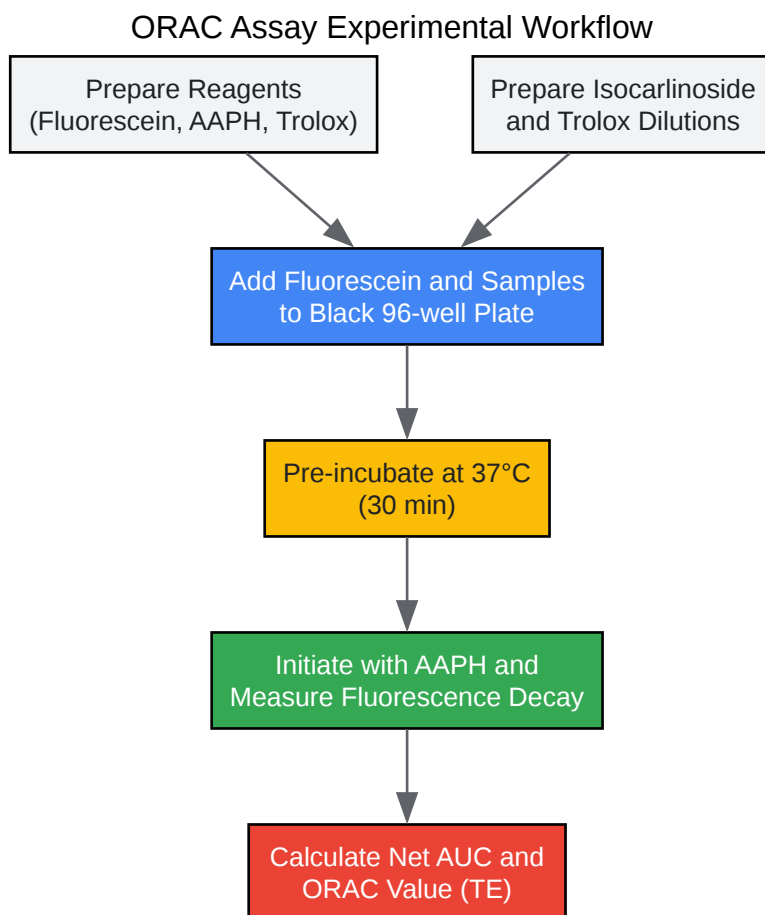 ORAC Assay Experimental Workflow
Prepare Reagents
(Fluorescein, AAPH, Trolox)
Prepare Isocarlinoside
and Trolox Dilutions
Add Fluorescein and Samples
to Black 96-well Plate
Pre-incubate at 37°C
(30 min)
Initiate with AAPH and
Measure Fluorescence Decay
Calculate Net AUC and
ORAC Value (TE)